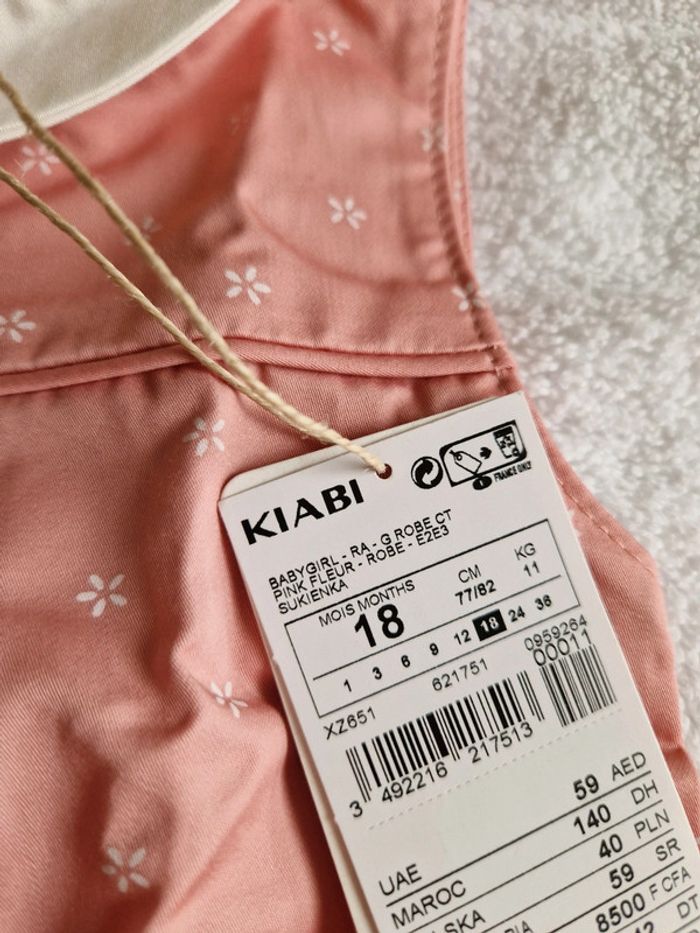 FRANCE ONLY
KIABI
BABYGIRL - RA - G ROBE CT
PINK FLEUR - ROBE - E2E3
SUKIENKA
MOIS MONTHS CM KG
18 77/82 11
1 3 6 9 12 18 24 36
XZ651 621751 0959264
00011
3 492216 217513
UAE 59 AED
MAROC 140 DH
40 PLN
59 SR
8500 F CFA
DT